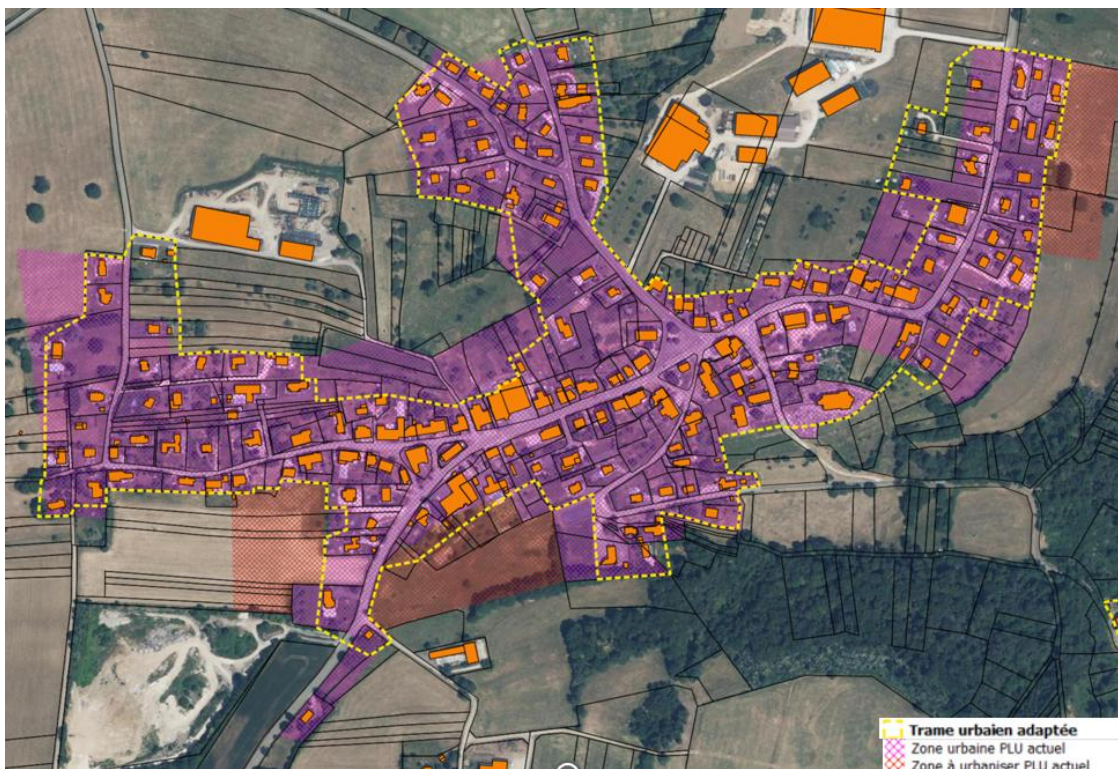 Trame urbaien adaptée
Zone urbaine PLU actuel
Zone à urbaniser PLU actuel